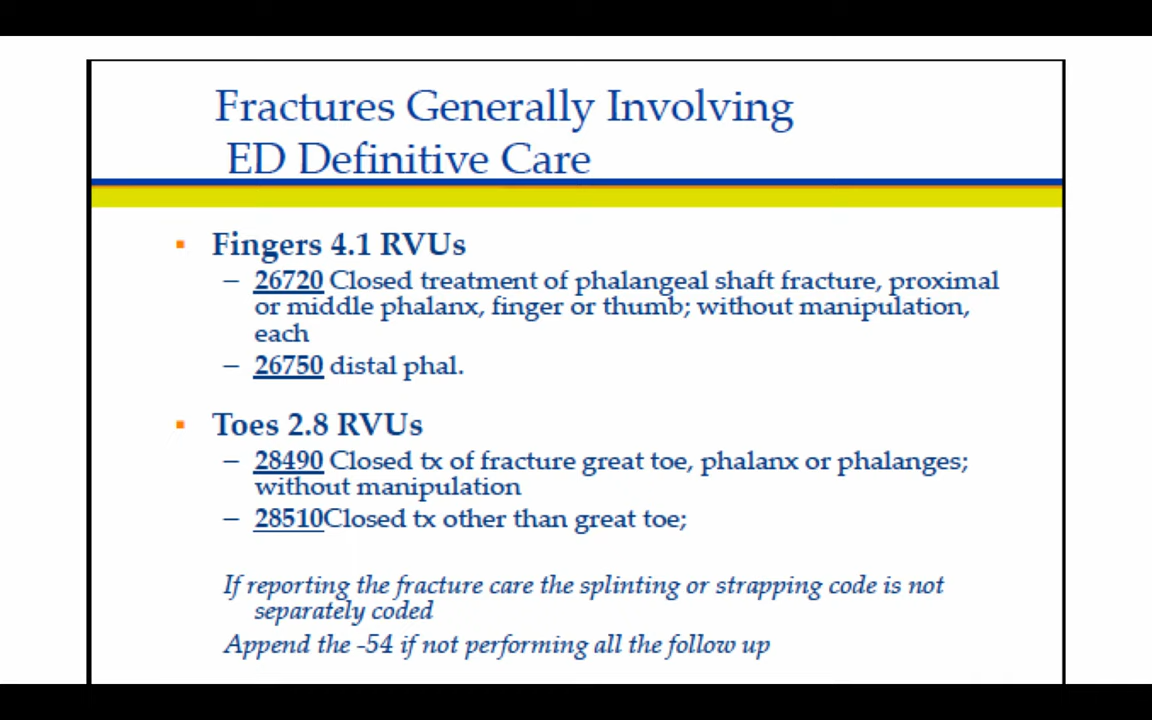 Fractures Generally Involving
ED Definitive Care
▪ Fingers 4.1 RVUs
– 26720 Closed treatment of phalangeal shaft fracture, proximal
or middle phalanx, finger or thumb; without manipulation,
each
– 26750 distal phal.
▪ Toes 2.8 RVUs
– 28490 Closed tx of fracture great toe, phalanx or phalanges;
without manipulation
– 28510Closed tx other than great toe;
If reporting the fracture care the splinting or strapping code is not
separately coded
Append the -54 if not performing all the follow up